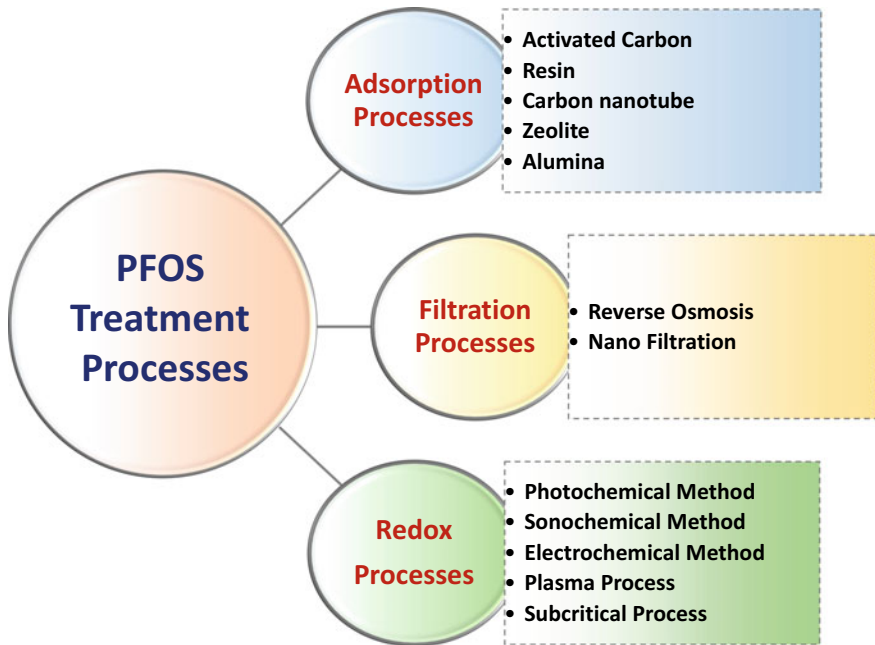 PFOS
Treatment
Processes
Adsorption
Processes
• Activated Carbon
• Resin
• Carbon nanotube
• Zeolite
• Alumina
Filtration
Processes
• Reverse Osmosis
• Nano Filtration
Redox
Processes
• Photochemical Method
• Sonochemical Method
• Electrochemical Method
• Plasma Process
• Subcritical Process